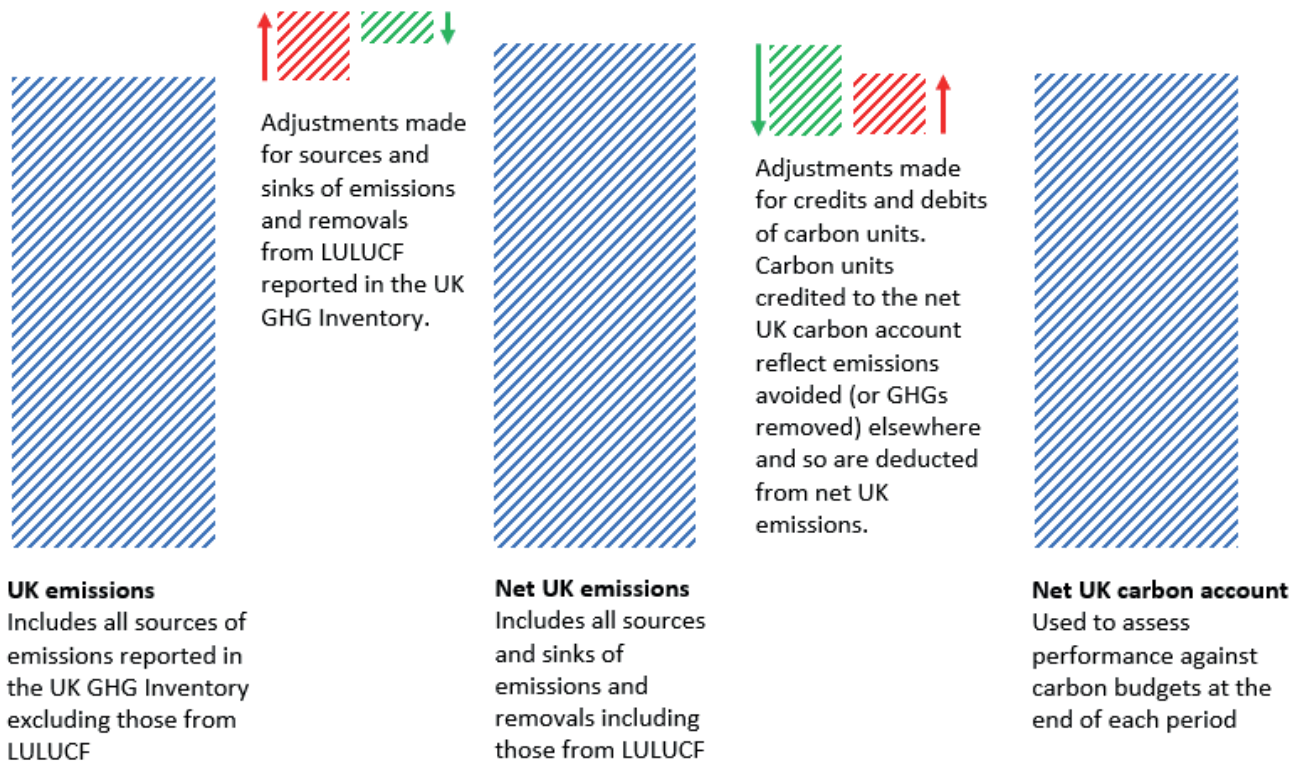 Adjustments made
for sources and
sinks of emissions
and removals
from LULUCF
reported in the UK
GHG Inventory.
Adjustments made
for credits and debits
of carbon units.
Carbon units
credited to the net
UK carbon account
reflect emissions
avoided (or GHGs
removed) elsewhere
and so are deducted
from net UK
emissions.
UK emissions
Includes all sources of
emissions reported in
the UK GHG Inventory
excluding those from
LULUCF
Net UK emissions
Includes all sources
and sinks of
emissions and
removals including
those from LULUCF
Net UK carbon account
Used to assess
performance against
carbon budgets at the
end of each period